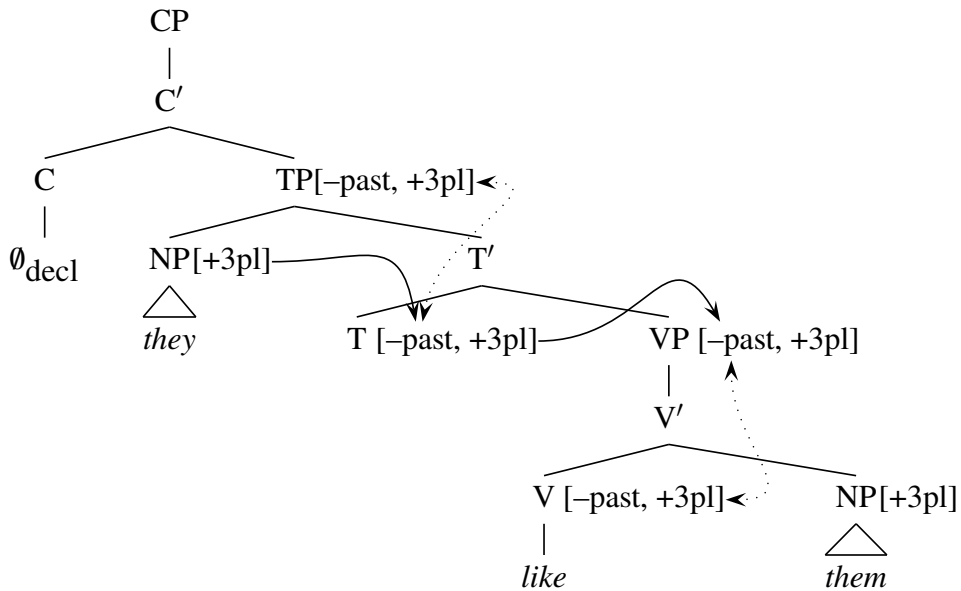 CP
C′
C TP[–past, +3pl]
∅decl NP[+3pl] T′
they T [–past, +3pl] VP [–past, +3pl]
V′
V [–past, +3pl] NP[+3pl]
like them